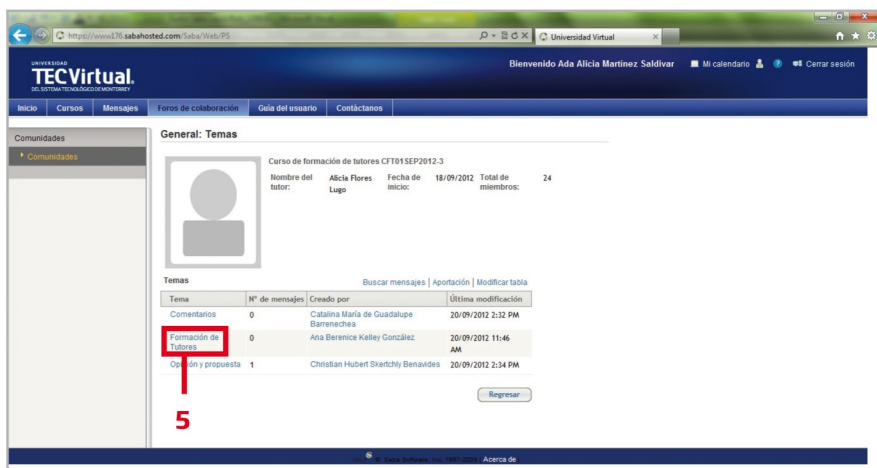 https://www176.sabahosted.com/Saba/Web/PS
Universidad Virtual
UNIVERSIDAD
TECVirtual.
DEL SISTEMA TECNOLÓGICO DE MONTERREY
Bienvenido Ada Alicia Martinez Saldivar
Mi calendario
Cerrar sesión
Inicio Cursos Mensajes Foros de colaboración Guía del usuario Contáctanos
Comunidades
Comunidades
General: Temas
Curso de formación de tutores CFT01SEP2012-3
Nombre del tutor: Alicia Flores Lugo Fecha de inicio: 18/09/2012 Total de miembros: 24
Temas
Buscar mensajes | Aportación | Modificar tabla
Tema Nº de mensajes Creado por Última modificación
Comentarios 0 Catalina María de Guadalupe Barrenechea 20/09/2012 2:32 PM
Formación de Tutores 0 Ana Berenice Kelley González 20/09/2012 11:46 AM
Opinión y propuesta 1 Christian Hubert Skertchly Benavides 20/09/2012 2:34 PM
Regresar
5
© Saba Software, Inc. 1997-2009 | Acerca de